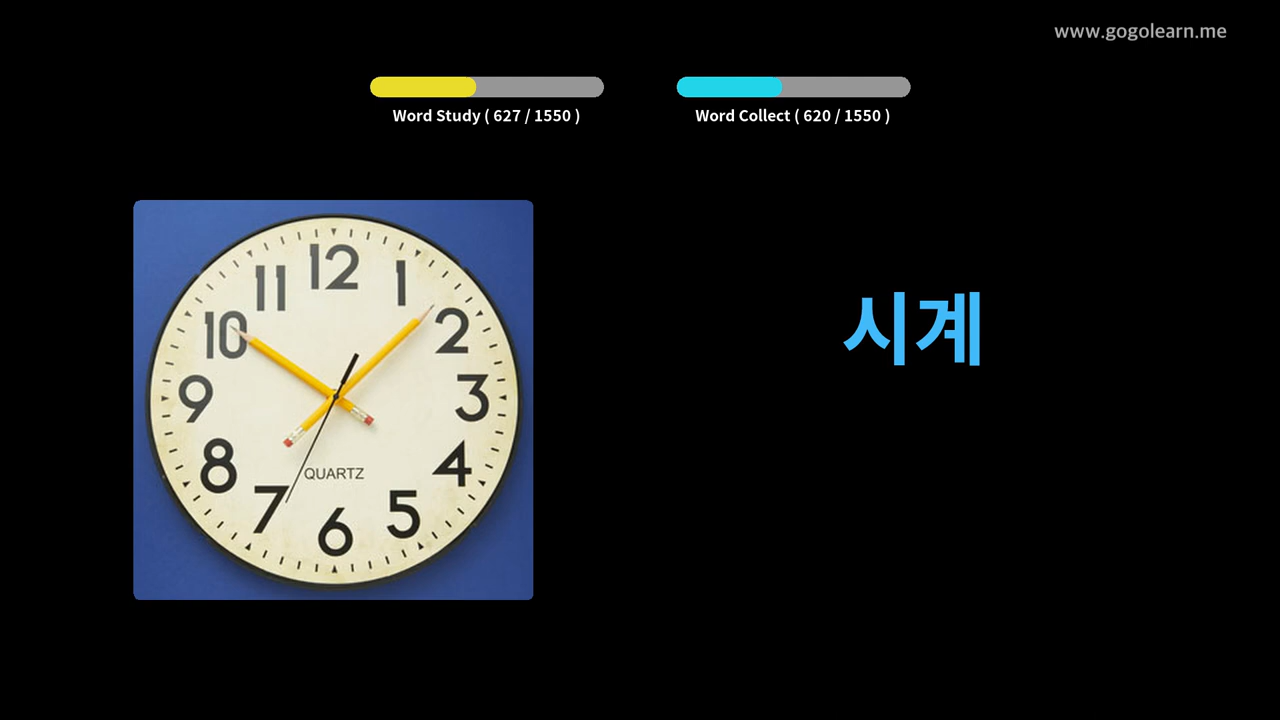 www.gogolearn.me
Word Study ( 627 / 1550 )
Word Collect ( 620 / 1550 )
12
1
2
3
4
5
6
7
8
9
10
11
QUARTZ
시계